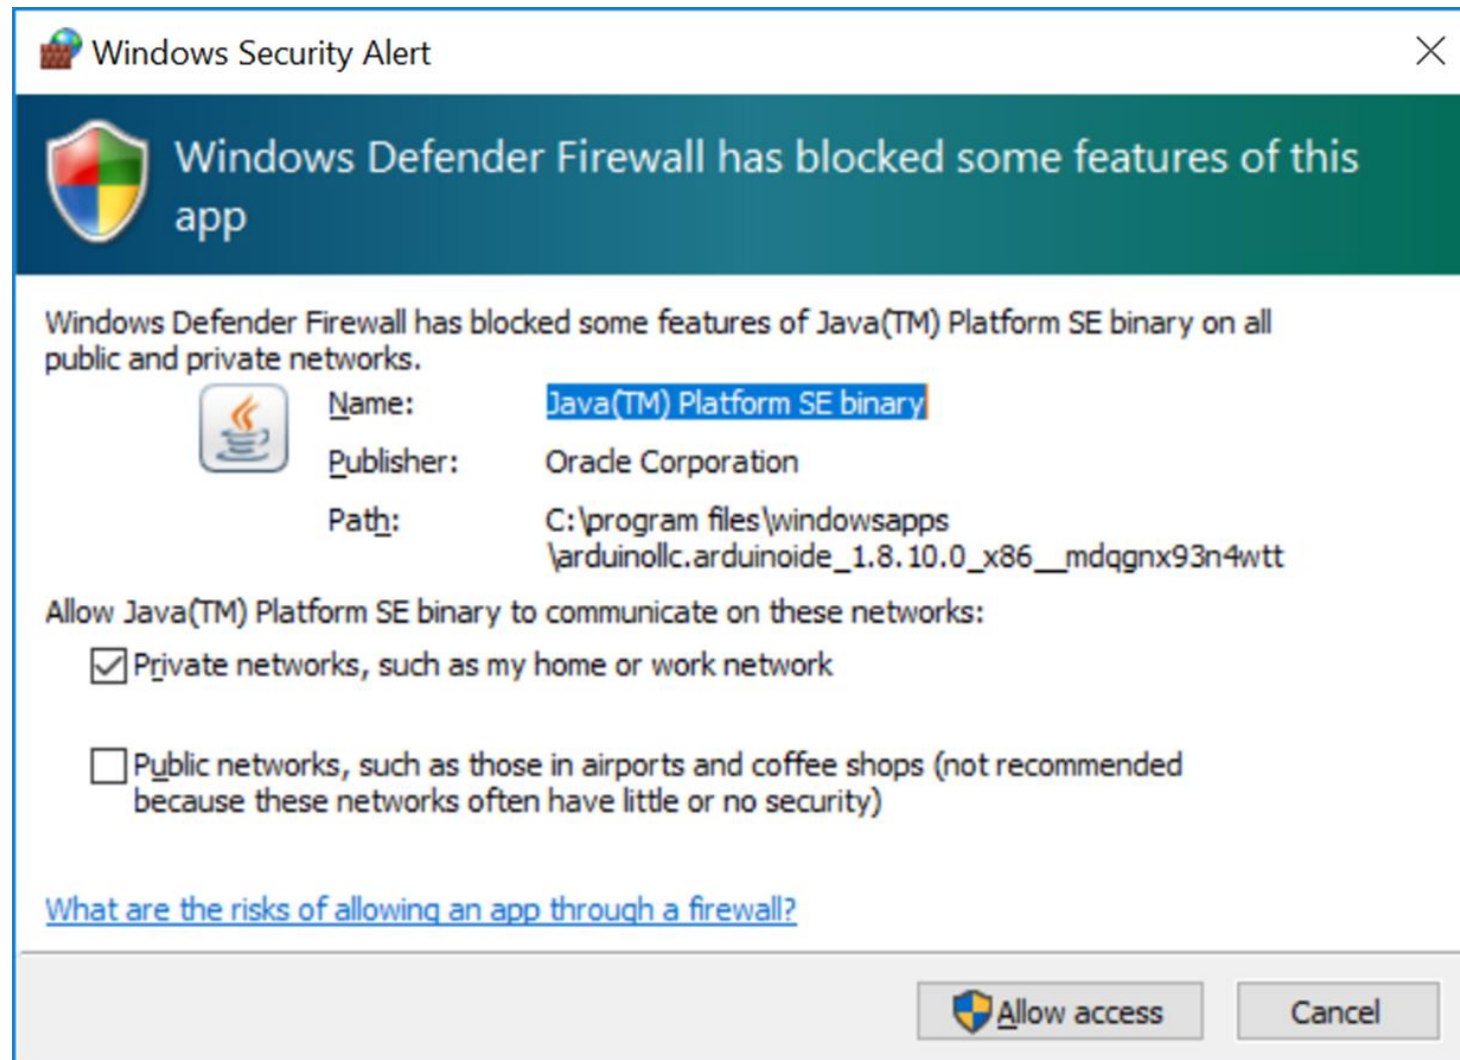 Windows Security Alert
Windows Defender Firewall has blocked some features of this
app
Windows Defender Firewall has blocked some features of Java(TM) Platform SE binary on all
public and private networks.
Name: Java(TM) Platform SE binary
Publisher: Oracle Corporation
Path: C:\program files\windowsapps
\arduinollc.arduinoide_1.8.10.0_x86__mdqgnx93n4wtt
Allow Java(TM) Platform SE binary to communicate on these networks:
Private networks, such as my home or work network
Public networks, such as those in airports and coffee shops (not recommended
because these networks often have little or no security)
What are the risks of allowing an app through a firewall?
Allow access Cancel